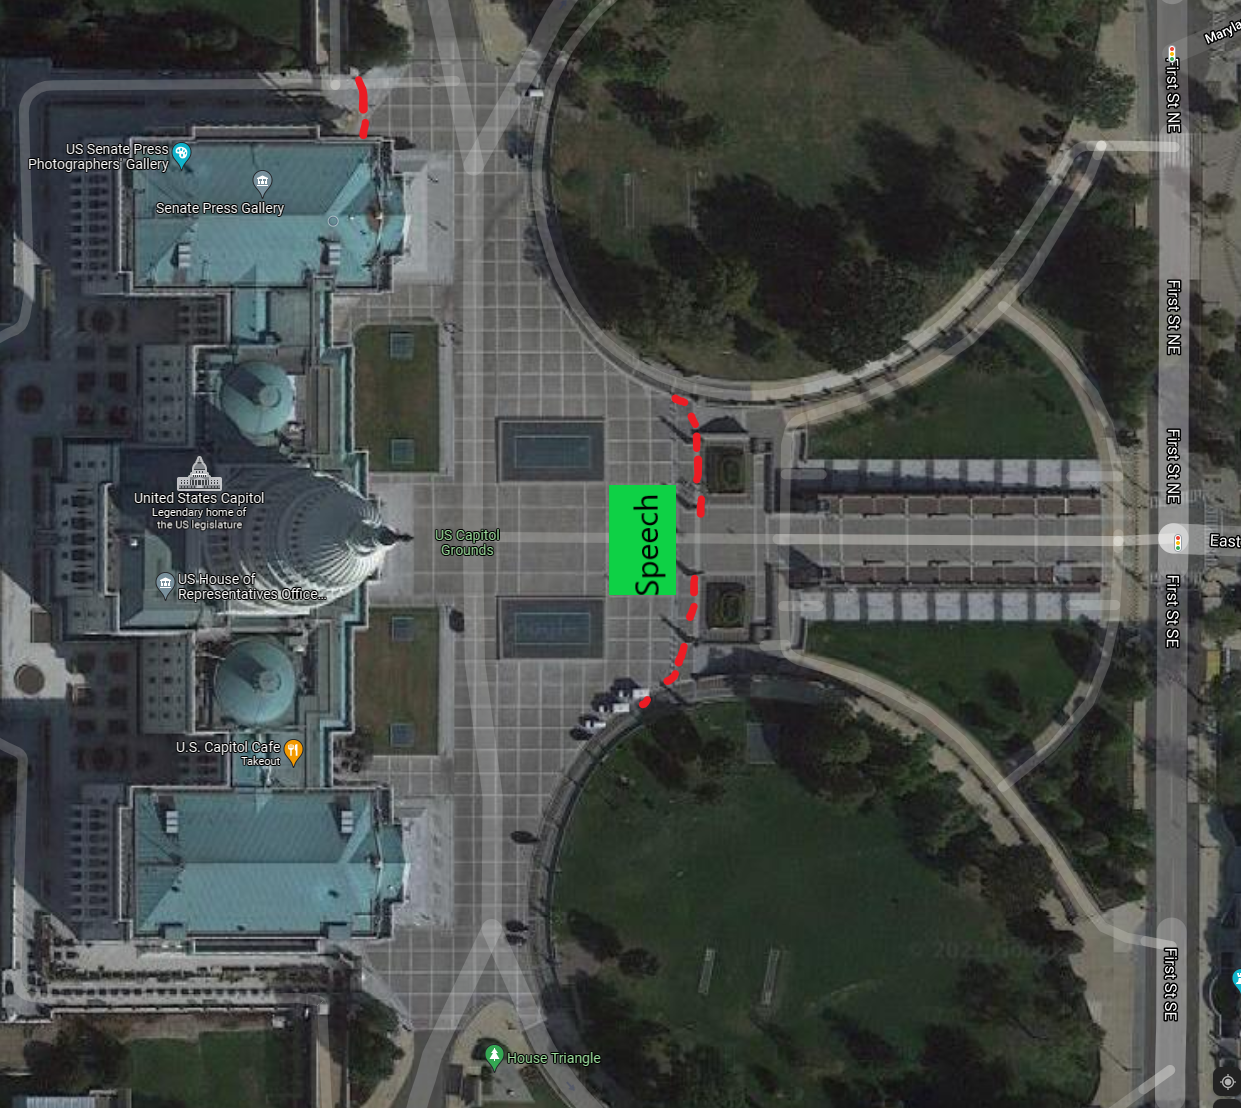 Maryla
First St NE
US Senate Press
Photographers' Gallery
Senate Press Gallery
First St NE
First St NE
United States Capitol
Legendary home of
the US legislature
US Capitol
Grounds
Speech
East
US House of
Representatives Office...
First St SE
U.S. Capitol Cafe
Takeout
First St SE
House Triangle